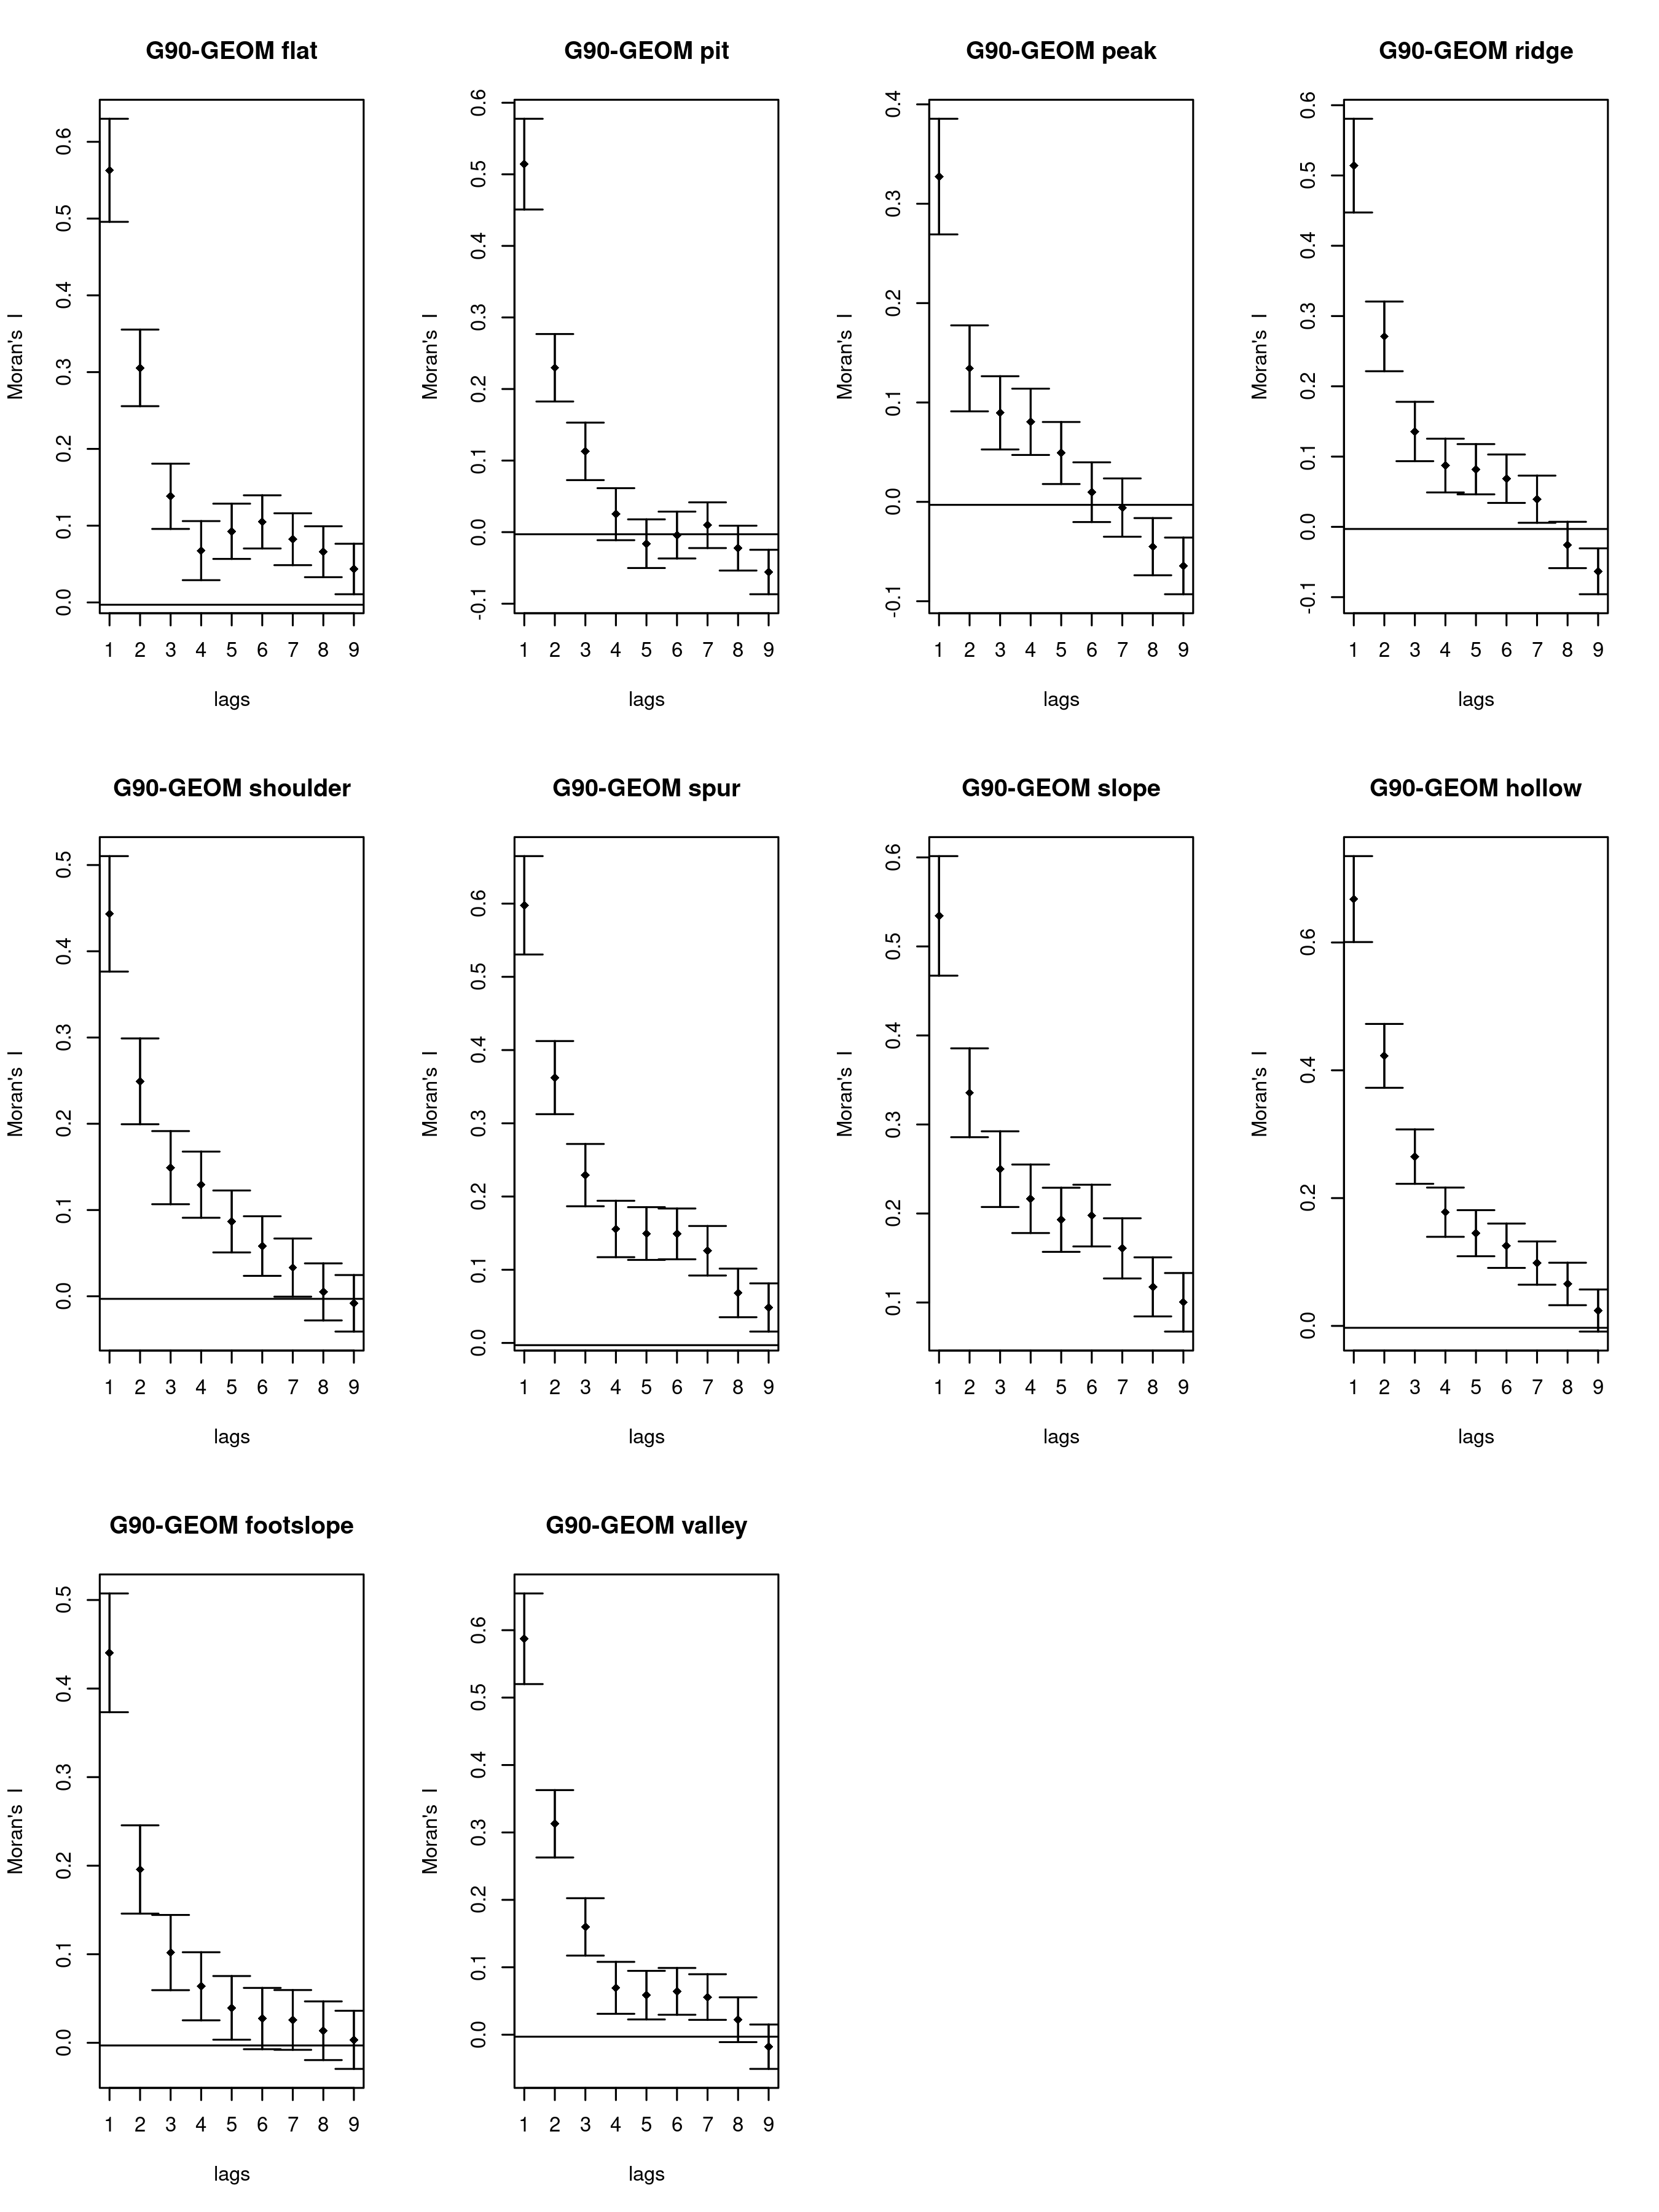 G90-GEOM flat
Moran's I
0.0 0.1 0.2 0.3 0.4 0.5 0.6
1 2 3 4 5 6 7 8 9
lags
G90-GEOM pit
Moran's I
-0.1 0.0 0.1 0.2 0.3 0.4 0.5 0.6
1 2 3 4 5 6 7 8 9
lags
G90-GEOM peak
Moran's I
-0.1 0.0 0.1 0.2 0.3 0.4
1 2 3 4 5 6 7 8 9
lags
G90-GEOM ridge
Moran's I
-0.1 0.0 0.1 0.2 0.3 0.4 0.5 0.6
1 2 3 4 5 6 7 8 9
lags
G90-GEOM shoulder
Moran's I
0.0 0.1 0.2 0.3 0.4 0.5
1 2 3 4 5 6 7 8 9
lags
G90-GEOM spur
Moran's I
0.0 0.1 0.2 0.3 0.4 0.5 0.6
1 2 3 4 5 6 7 8 9
lags
G90-GEOM slope
Moran's I
0.1 0.2 0.3 0.4 0.5 0.6
1 2 3 4 5 6 7 8 9
lags
G90-GEOM hollow
Moran's I
0.0 0.2 0.4 0.6
1 2 3 4 5 6 7 8 9
lags
G90-GEOM footslope
Moran's I
0.0 0.1 0.2 0.3 0.4 0.5
1 2 3 4 5 6 7 8 9
lags
G90-GEOM valley
Moran's I
0.0 0.1 0.2 0.3 0.4 0.5 0.6
1 2 3 4 5 6 7 8 9
lags